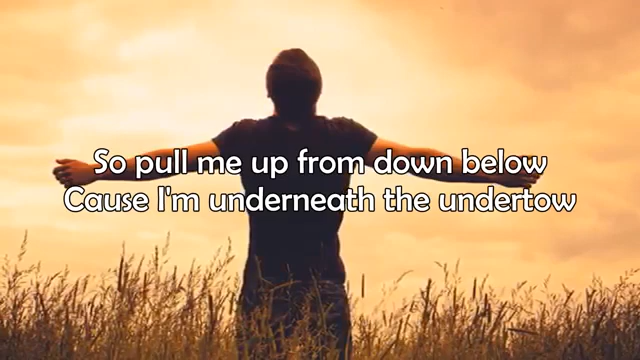 So pull me up from down below
Cause I'm underneath the undertow